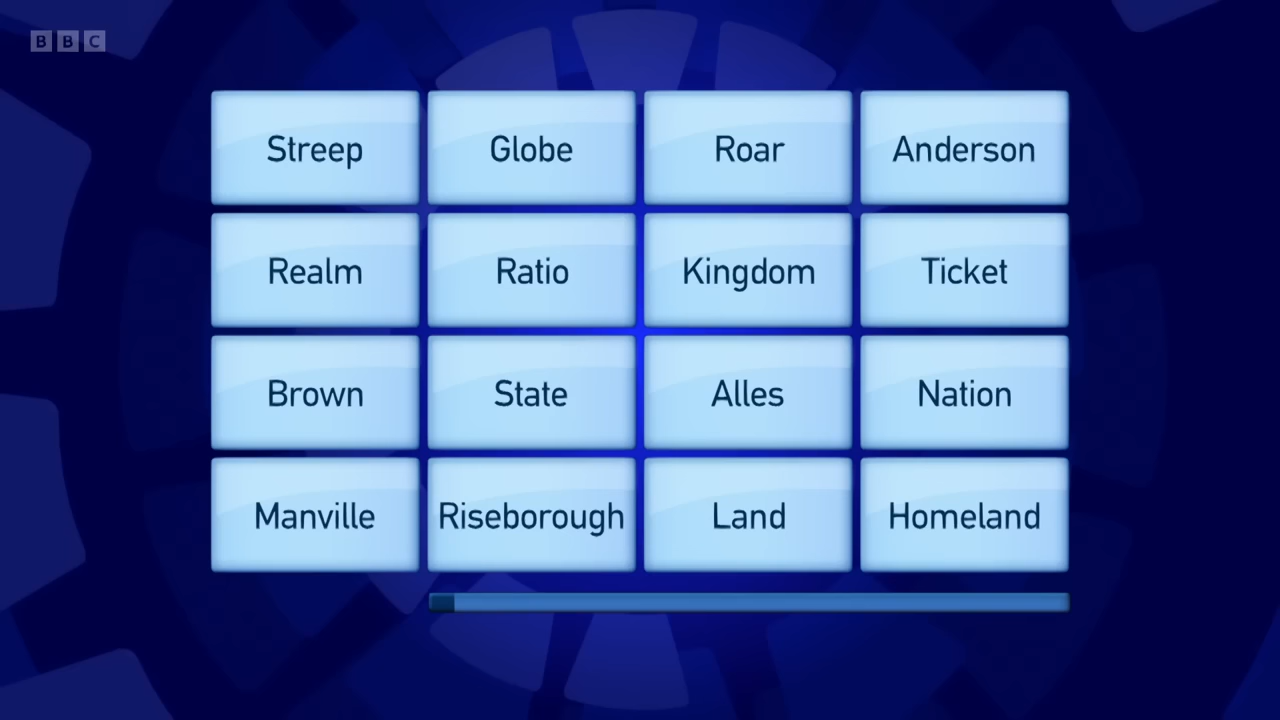 BBC
Streep
Globe
Roar
Anderson
Realm
Ratio
Kingdom
Ticket
Brown
State
Alles
Nation
Manville
Riseborough
Land
Homeland